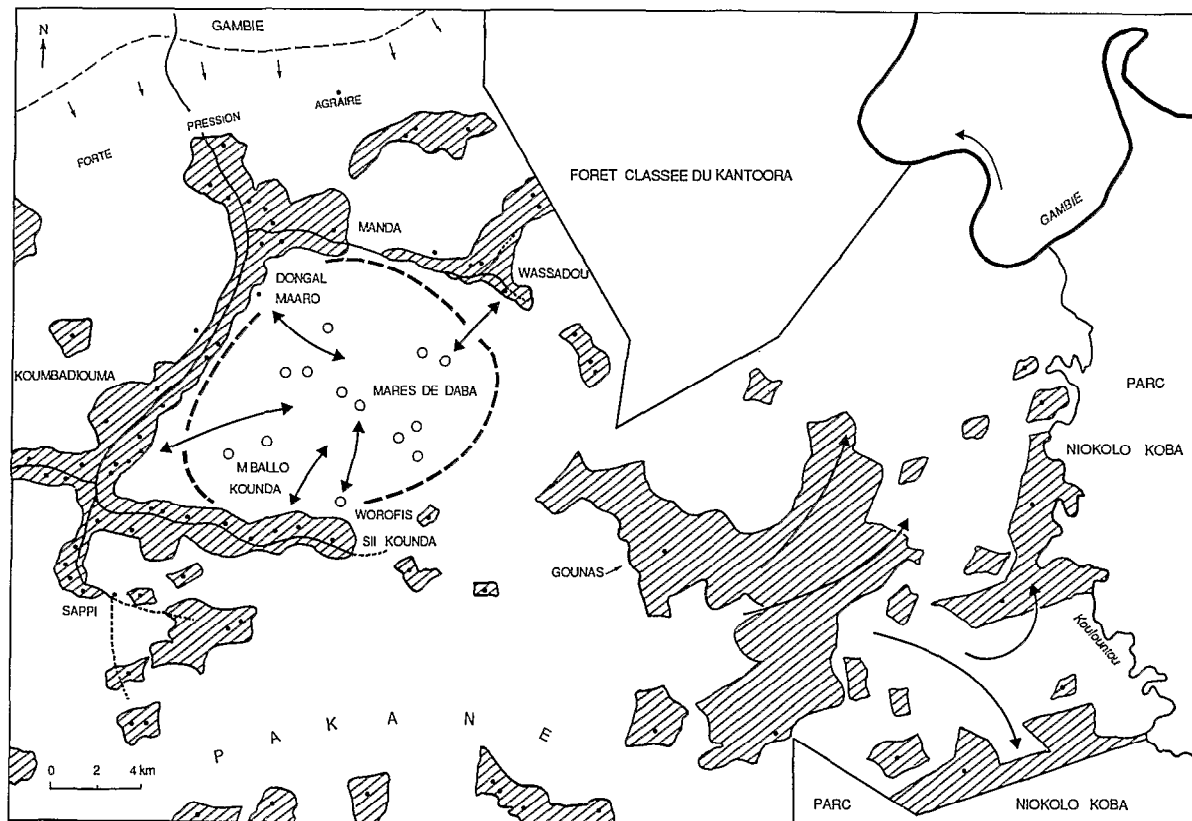 GAMBIE
N
AGRAIRE
PRESSION
FORTE
FORET CLASSEE DU KANTOORA
GAMBIE
MANDA
WASSADOU
DONGAL
MAARO
KOUMBADIOUMA
MARES DE DABA
PARC
NIOKOLO KOBA
M BALLO
KOUNDA
WOROFIS
SII KOUNDA
GOUNAS
SAPPI
Koulountou
P A K A N E
0 2 4 km
PARC NIOKOLO KOBA